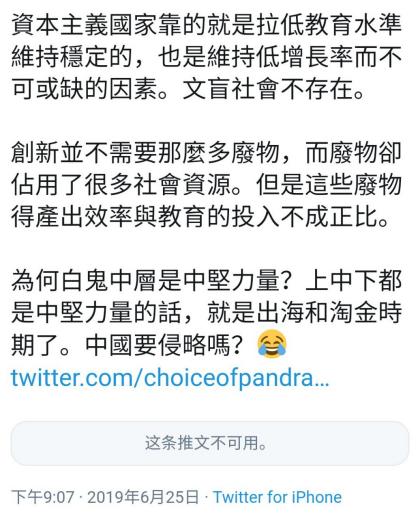 資本主義國家靠的就是拉低教育水準
維持穩定的，也是維持低增長率而不
可或缺的因素。文盲社會不存在。
創新並不需要那麼多廢物，而廢物卻
佔用了很多社會資源。但是這些廢物
得產出效率與教育的投入不成正比。
為何白鬼中層是中堅力量？上中下都
是中堅力量的話，就是出海和淘金時
期了。中國要侵略嗎？😂
twitter.com/choiceofpandra...
这条推文不可用。
下午9:07 · 2019年6月25日 · Twitter for iPhone